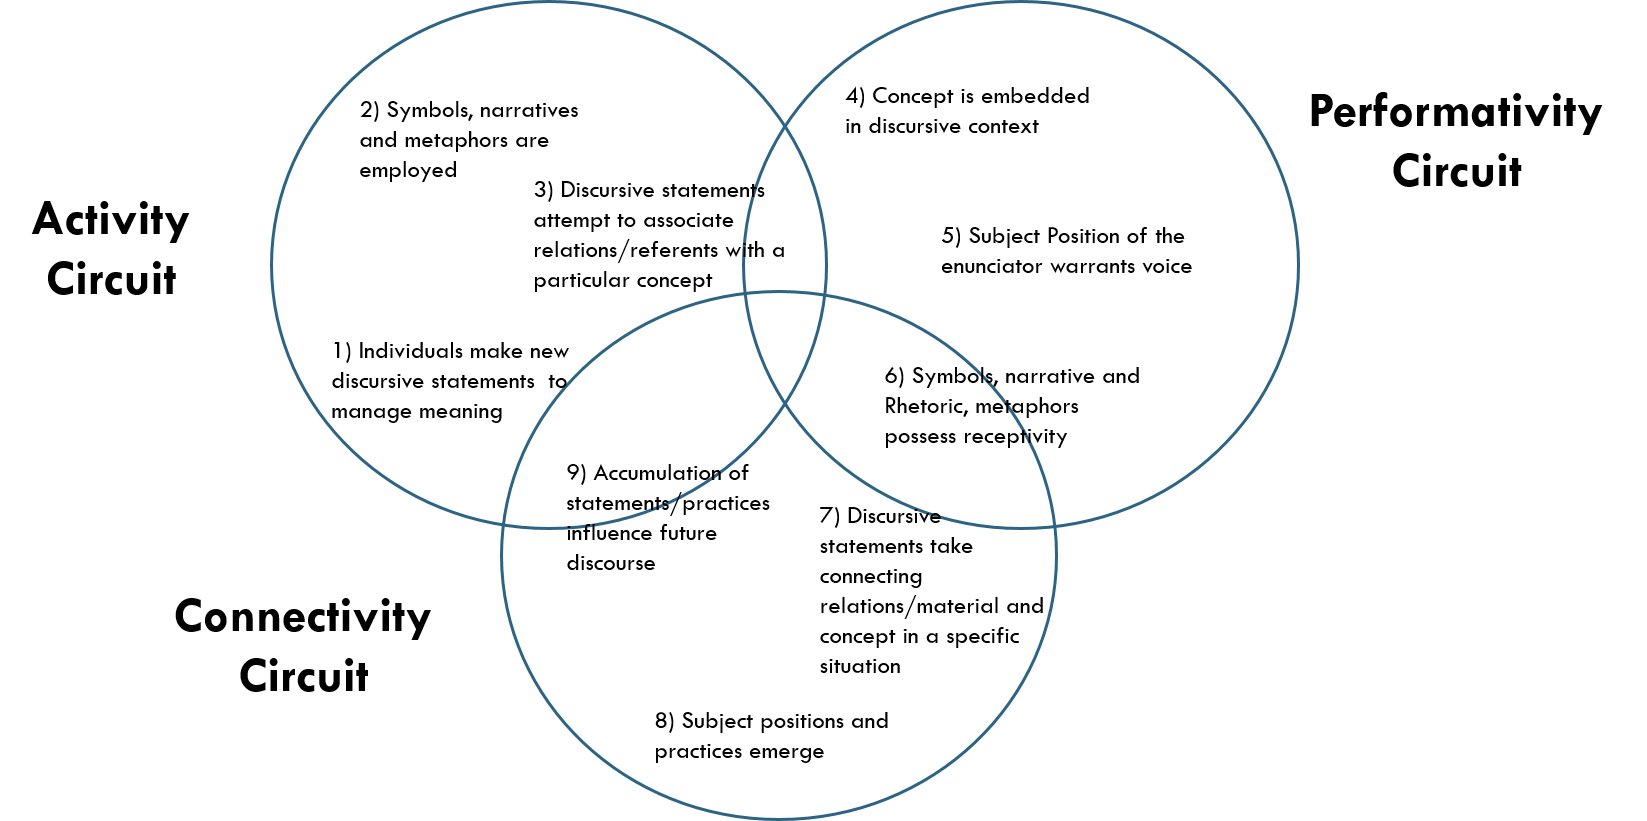 Activity
Circuit
Performativity
Circuit
Connectivity
Circuit
1) Individuals make new
discursive statements  to
manage meaning
2) Symbols, narratives
and metaphors are
employed
3) Discursive statements
attempt to associate
relations/referents with a
particular concept
4) Concept is embedded
in discursive context
5) Subject Position of the
enunciator warrants voice
6) Symbols, narrative and
Rhetoric, metaphors
possess receptivity
7) Discursive
statements take
connecting
relations/material and
concept in a specific
situation
8) Subject positions and
practices emerge
9) Accumulation of
statements/practices
influence future
discourse